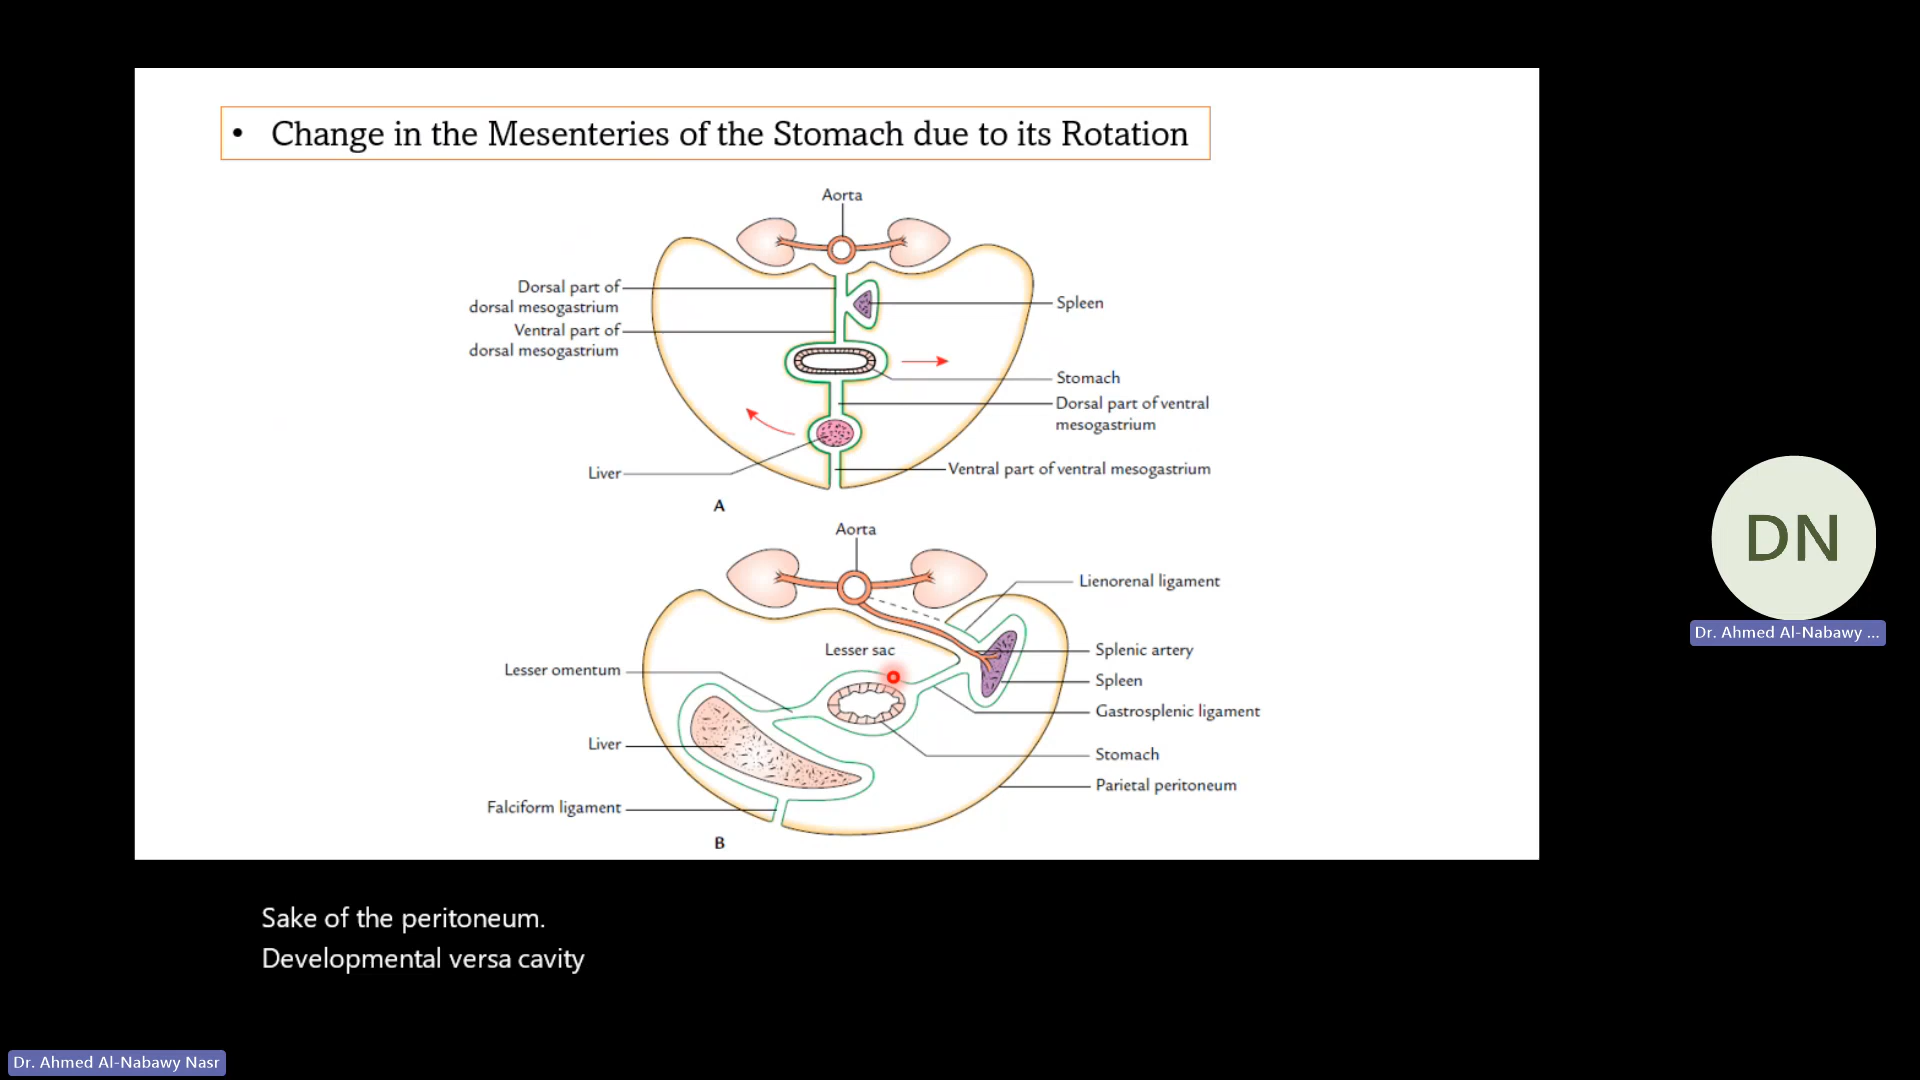 • Change in the Mesenteries of the Stomach due to its Rotation
Aorta
Dorsal part of
dorsal mesogastrium
Ventral part of
dorsal mesogastrium
Spleen
Stomach
Dorsal part of ventral
mesogastrium
Liver
Ventral part of ventral mesogastrium
A
Aorta
Lienorenal ligament
Lesser sac
Splenic artery
Lesser omentum
Spleen
Gastrosplenic ligament
Liver
Stomach
Parietal peritoneum
Falciform ligament
B
DN
Dr. Ahmed Al-Nabawy ...
Sake of the peritoneum.
Developmental versa cavity
Dr. Ahmed Al-Nabawy Nasr